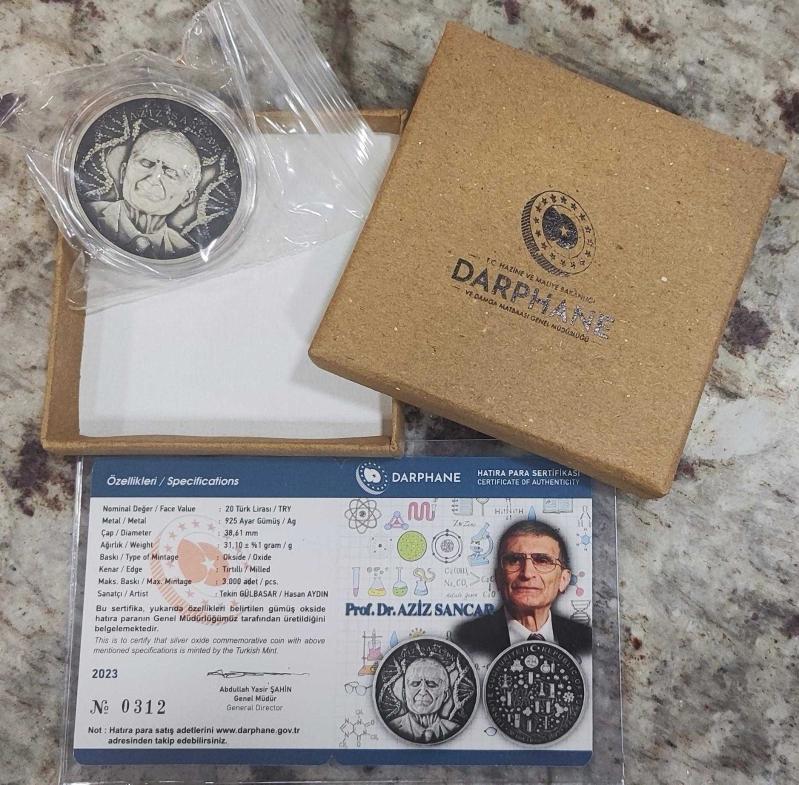 AZİZ SANCAR
T.C. HAZİNE VE MALİYE BAKANLIĞI
DARPHANE
VE DAMGA MATBAASI GENEL MÜDÜRLÜĞÜ
Özellikleri / Specifications
DARPHANE
HATIRA PARA SERTİFİKASI
CERTIFICATE OF AUTHENTICITY
Nominal Değer / Face Value : 20 Türk Lirası / TRY
Metal / Metal : 925 Ayar Gümüş / Ag
Çap / Diameter : 38,61 mm
Ağırlık / Weight : 31,10 ± %1 gram / g
Baskı / Type of Mintage : Okside / Oxide
Kenar / Edge : Tırtıllı / Milled
Maks. Baskı / Max. Mintage : 3.000 adet / pcs.
Sanatçı / Artist : Tekin GÜLBASAR / Hasan AYDIN
Bu sertifika, yukarıda özellikleri belirtilen gümüş okside
hatıra paranın Genel Müdürlüğümüz tarafından üretildiğini
belgelemektedir.
This is to certify that silver oxide commemorative coin with above
mentioned specifications is minted by the Turkish Mint.
2023
Abdullah Yasir ŞAHİN
Genel Müdür
General Director
№ 0312
Not : Hatıra para satış adetlerini www.darphane.gov.tr
adresinden takip edebilirsiniz.
Prof. Dr. AZİZ SANCAR